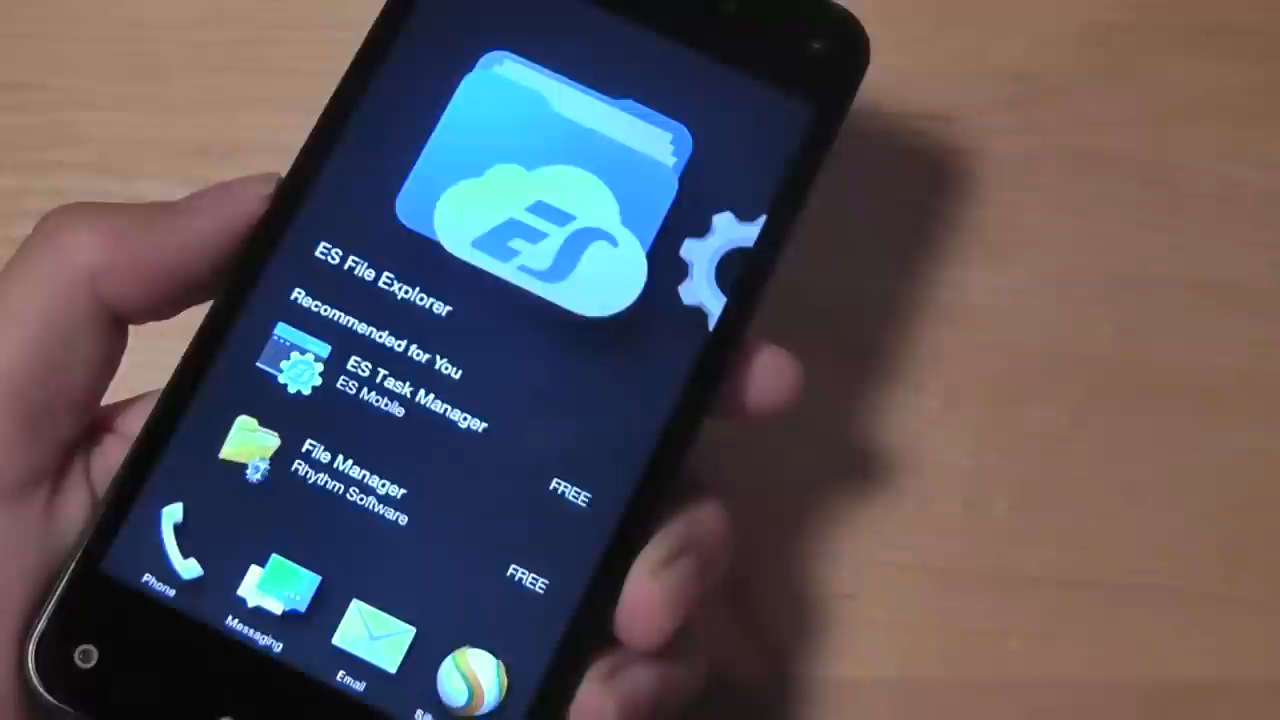 ES
ES File Explorer
Recommended for You
ES Task Manager
ES Mobile
FREE
File Manager
Rhythm Software
FREE
Phone
Messaging
Email